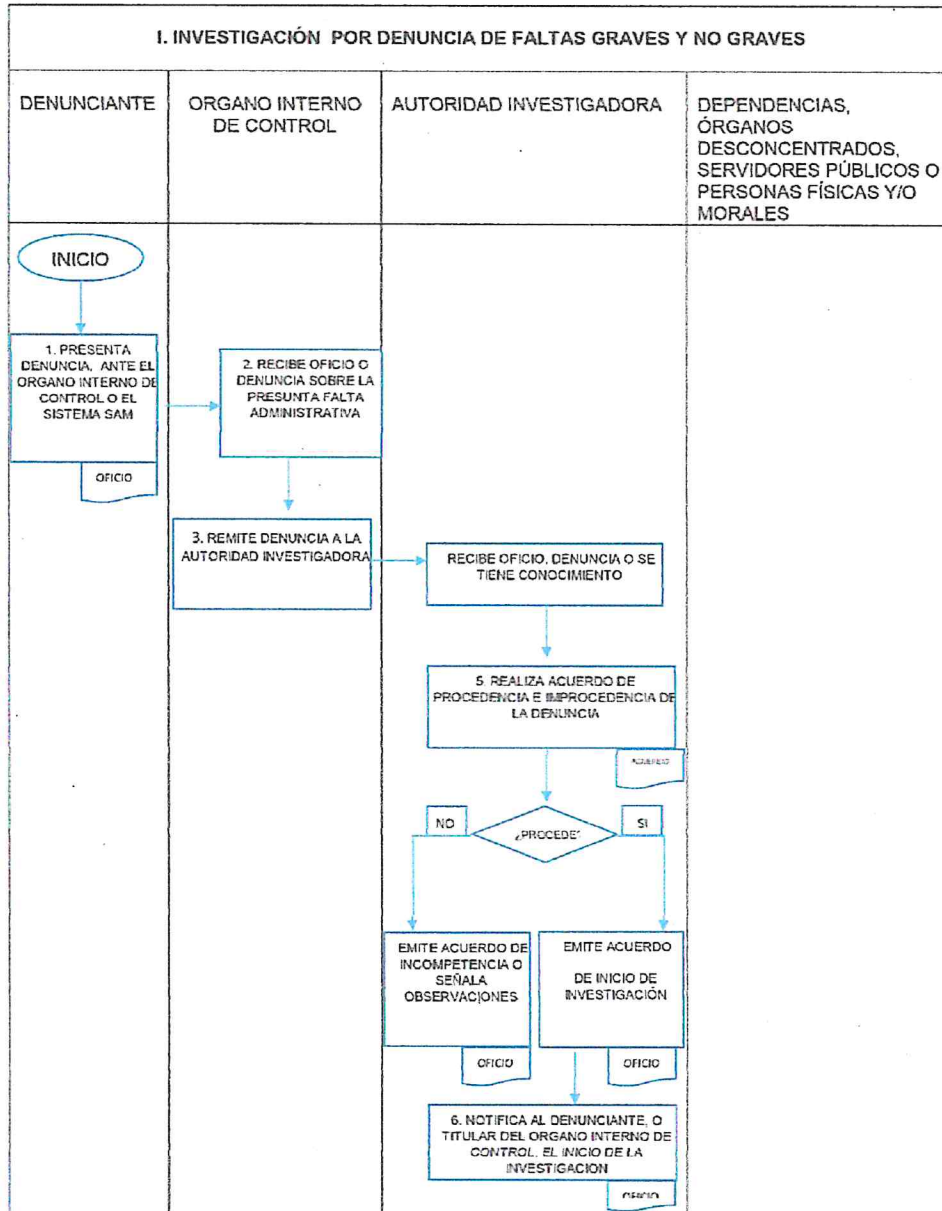 I. INVESTIGACIÓN POR DENUNCIA DE FALTAS GRAVES Y NO GRAVES
DENUNCIANTE
ORGANO INTERNO
DE CONTROL
AUTORIDAD INVESTIGADORA
DEPENDENCIAS,
ÓRGANOS
DESCONCENTRADOS,
SERVIDORES PÚBLICOS O
PERSONAS FÍSICAS Y/O
MORALES
INICIO
1. PRESENTA
DENUNCIA, ANTE EL
ORGANO INTERNO DE
CONTROL O EL
SISTEMA SAM
OFICIO
2. RECIBE OFICIO O
DENUNCIA SOBRE LA
PRESUNTA FALTA
ADMINISTRATIVA
3. REMITE DENUNCIA A LA
AUTORIDAD INVESTIGADORA
RECIBE OFICIO, DENUNCIA O SE
TIENE CONOCIMIENTO
5. REALIZA ACUERDO DE
PROCEDENCIA E IMPROCEDENCIA DE
LA DENUNCIA
ACUERDO
NO
¿PROCEDE?
SI
EMITE ACUERDO DE
INCOMPETENCIA O
SEÑALA
OBSERVACIONES
OFICIO
EMITE ACUERDO
DE INICIO DE
INVESTIGACIÓN
OFICIO
6. NOTIFICA AL DENUNCIANTE, O
TITULAR DEL ORGANO INTERNO DE
CONTROL, EL INICIO DE LA
INVESTIGACION
OFICIO